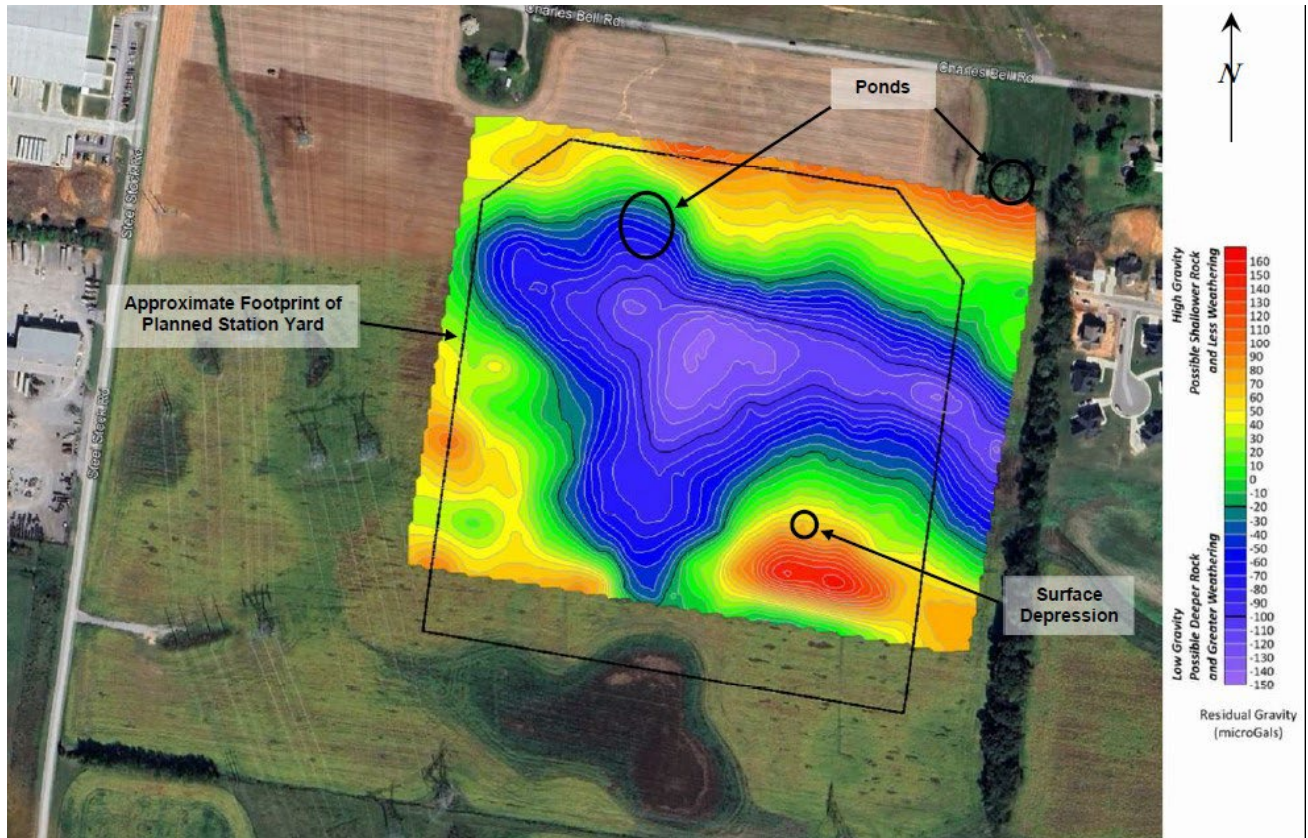 Charles Bell Rd.
Charles Bell Rd
Ponds
Steel Stock Rd
Approximate Footprint of
Planned Station Yard
Steel Stock Rd
Surface
Depression
N
High Gravity
Possible Shallower Rock
and Less Weathering
Low Gravity
Possible Deeper Rock
and Greater Weathering
160
150
140
130
120
110
100
90
80
70
60
50
40
30
20
10
0
-10
-20
-30
-40
-50
-60
-70
-80
-90
-100
-110
-120
-130
-140
-150
Residual Gravity
(microGals)